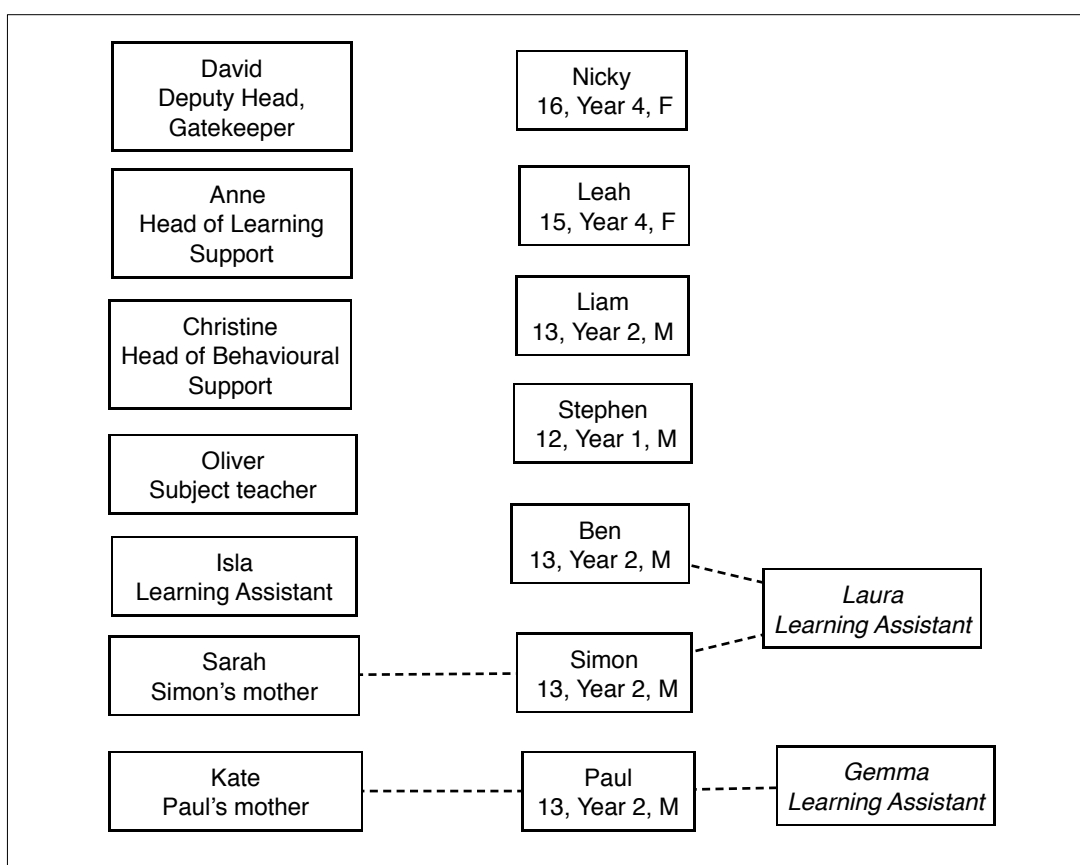 David
Deputy Head,
Gatekeeper
Anne
Head of Learning
Support
Christine
Head of Behavioural
Support
Oliver
Subject teacher
Isla
Learning Assistant
Sarah
Simon's mother
Kate
Paul's mother
Nicky
16, Year 4, F
Leah
15, Year 4, F
Liam
13, Year 2, M
Stephen
12, Year 1, M
Ben
13, Year 2, M
Simon
13, Year 2, M
Paul
13, Year 2, M
Laura
Learning Assistant
Gemma
Learning Assistant